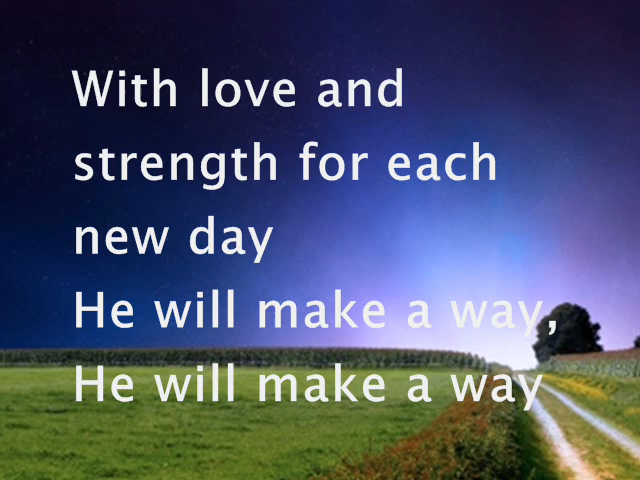 With love and
strength for each
new day
He will make a way,
He will make a way